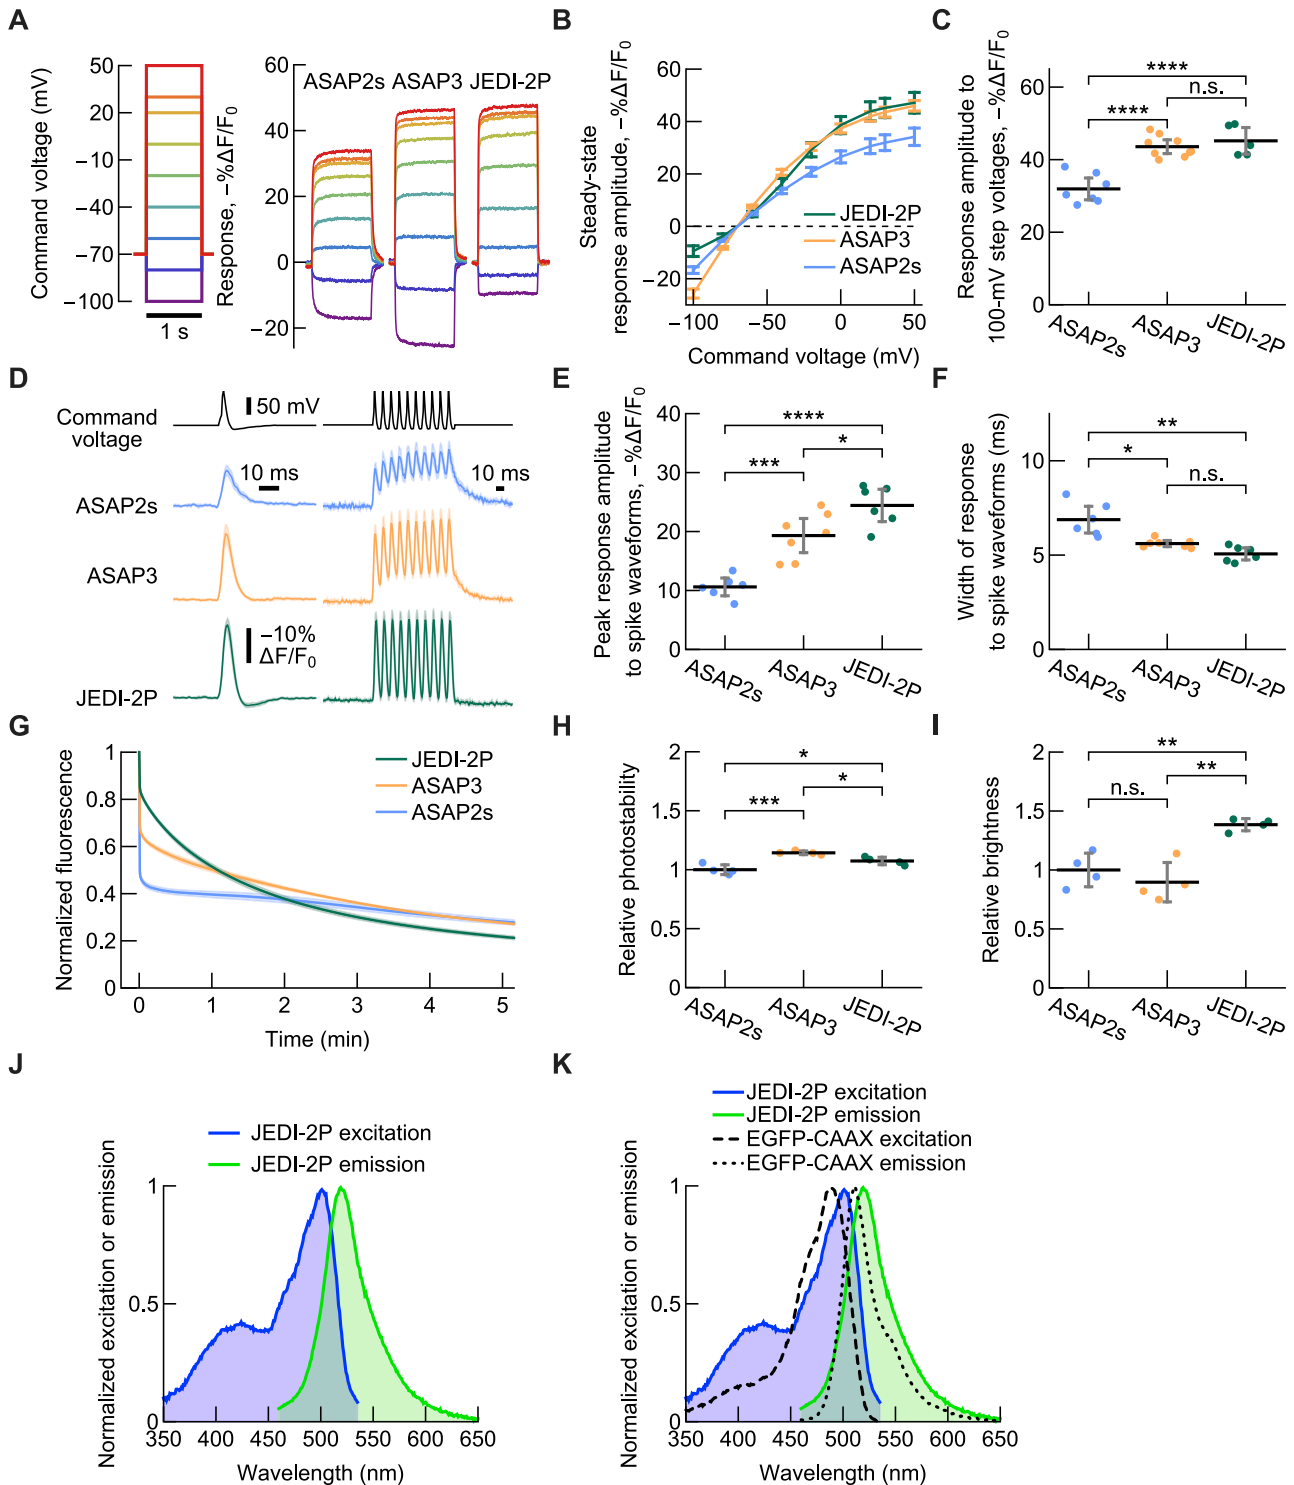 A
Command voltage (mV)
50
20
−10
−40
−70
−100
1 s
Response, −%ΔF/F0
60
40
20
0
−20
ASAP2s ASAP3 JEDI-2P
B
Steady-state
response amplitude, −%ΔF/F0
60
40
20
0
−20
−100
−50
0
50
Command voltage (mV)
JEDI-2P
ASAP3
ASAP2s
C
Response amplitude to
100-mV step voltages, −%ΔF/F0
60
40
20
0
****
****
n.s.
ASAP2s
ASAP3
JEDI-2P
D
Command
voltage
50 mV
10 ms
10 ms
ASAP2s
ASAP3
−10%
ΔF/F0
JEDI-2P
E
Peak response amplitude
to spike waveforms, −%ΔF/F0
40
30
20
10
0
****
***
*
ASAP2s
ASAP3
JEDI-2P
F
Width of response
to spike waveforms (ms)
10
5
0
**
*
n.s.
ASAP2s
ASAP3
JEDI-2P
G
Normalized fluorescence
1
0.8
0.6
0.4
0.2
0
0 1 2 3 4 5
Time (min)
JEDI-2P
ASAP3
ASAP2s
H
Relative photostability
2
1.5
1
0.5
0
*
***
*
ASAP2s
ASAP3
JEDI-2P
I
Relative brightness
2
1.5
1
0.5
0
**
n.s.
**
ASAP2s
ASAP3
JEDI-2P
J
JEDI-2P excitation
JEDI-2P emission
Normalized excitation or emission
1
0.5
0
350 400 450 500 550 600 650
Wavelength (nm)
K
JEDI-2P excitation
JEDI-2P emission
EGFP-CAAX excitation
EGFP-CAAX emission
Normalized excitation or emission
1
0.5
0
350 400 450 500 550 600 650
Wavelength (nm)